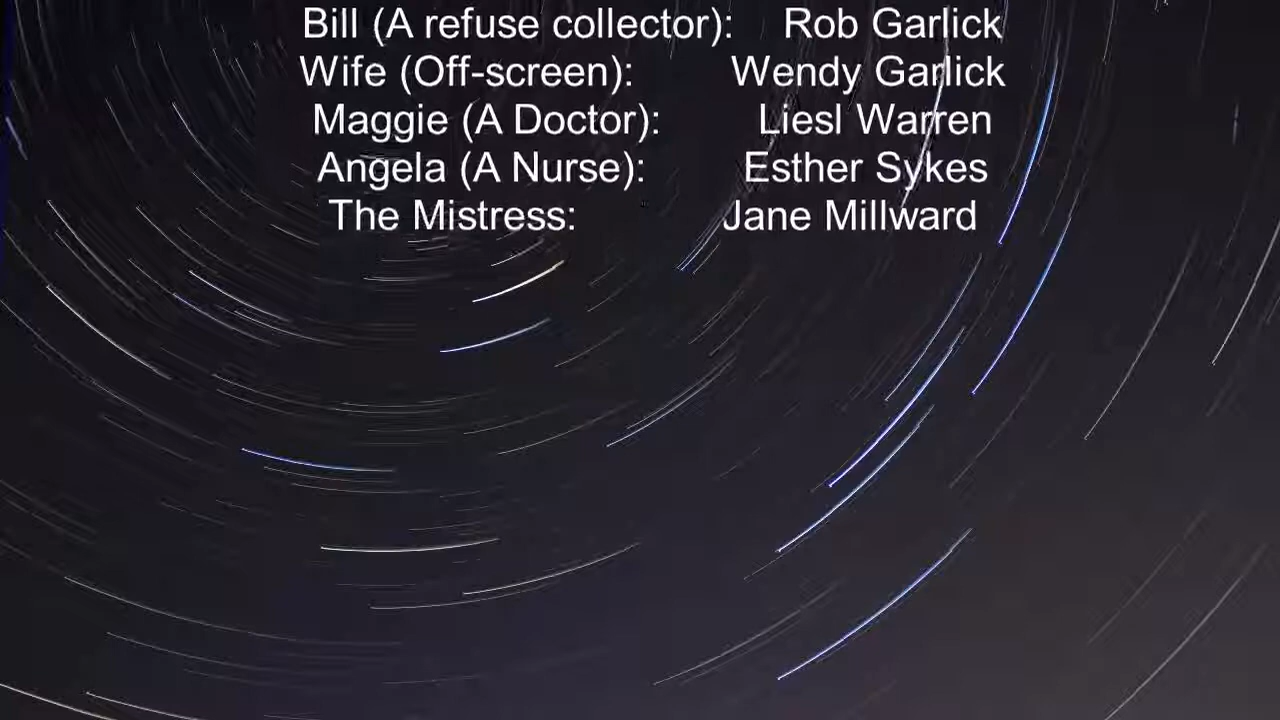 Bill (A refuse collector): Rob Garlick
Wife (Off-screen): Wendy Garlick
Maggie (A Doctor): Liesl Warren
Angela (A Nurse): Esther Sykes
The Mistress: Jane Millward